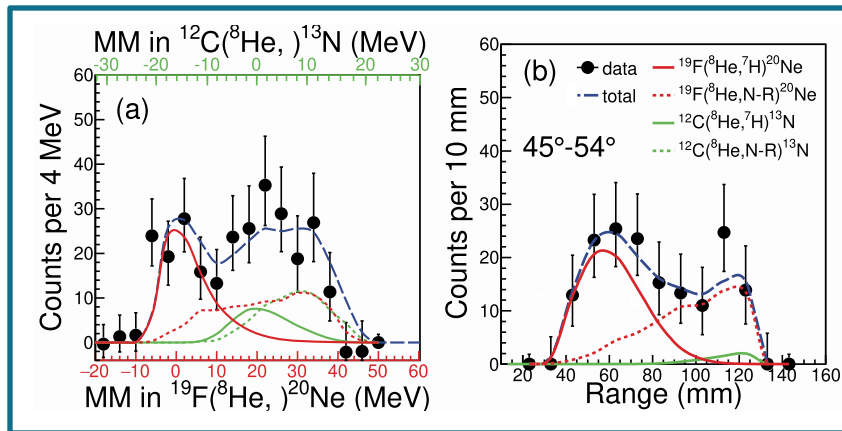 MM in ¹²C(⁸He, )¹³N (MeV)
-30 -20 -10 0 10 20 30
(a)
Counts per 4 MeV
60
50
40
30
20
10
0
−20 −10 0 10 20 30 40 50 60
MM in ¹⁹F(⁸He, )²⁰Ne (MeV)
(b)
data
total
¹⁹F(⁸He,⁷H)²⁰Ne
¹⁹F(⁸He,N-R)²⁰Ne
¹²C(⁸He,⁷H)¹³N
¹²C(⁸He,N-R)¹³N
45°-54°
Counts per 10 mm
60
50
40
30
20
10
0
20 40 60 80 100 120 140 160
Range (mm)